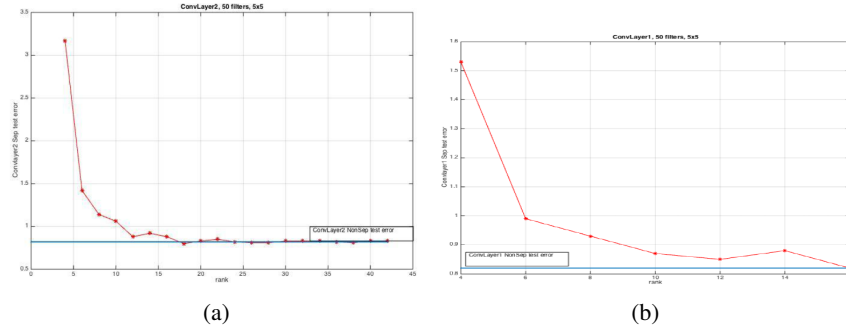 ConvLayer2, 50 filters, 5x5
3.5
3
2.5
2
1.5
1
0.5
Convlayer2 Sep test error
ConvLayer2 NonSep test error
0 5 10 15 20 25 30 35 40 45
rank
(a)
ConvLayer1, 50 filters, 5x5
1.6
1.5
1.4
1.3
1.2
1.1
1
0.9
0.8
Convlayer1 Sep test error
ConvLayer1 NonSep test error
4 6 8 10 12 14
rank
(b)